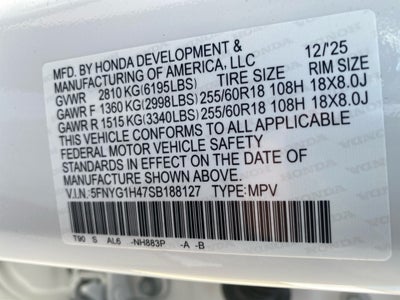 MFD. BY HONDA DEVELOPMENT & 12/'25
MANUFACTURING OF AMERICA, LLC
GVWR 2810 KG(6195LBS) TIRE SIZE RIM SIZE
GAWR F 1360 KG(2998LBS) 255/60R18 108H 18X8.0J
GAWR R 1515 KG(3340LBS) 255/60R18 108H 18X8.0J
THIS VEHICLE CONFORMS TO ALL APPLICABLE
FEDERAL MOTOR VEHICLE SAFETY
STANDARDS IN EFFECT ON THE DATE OF
MANUFACTURE SHOWN ABOVE.
V.I.N.: 5FNYG1H47SB188127 TYPE: MPV
T90 S AL6 -NH883P -A -B